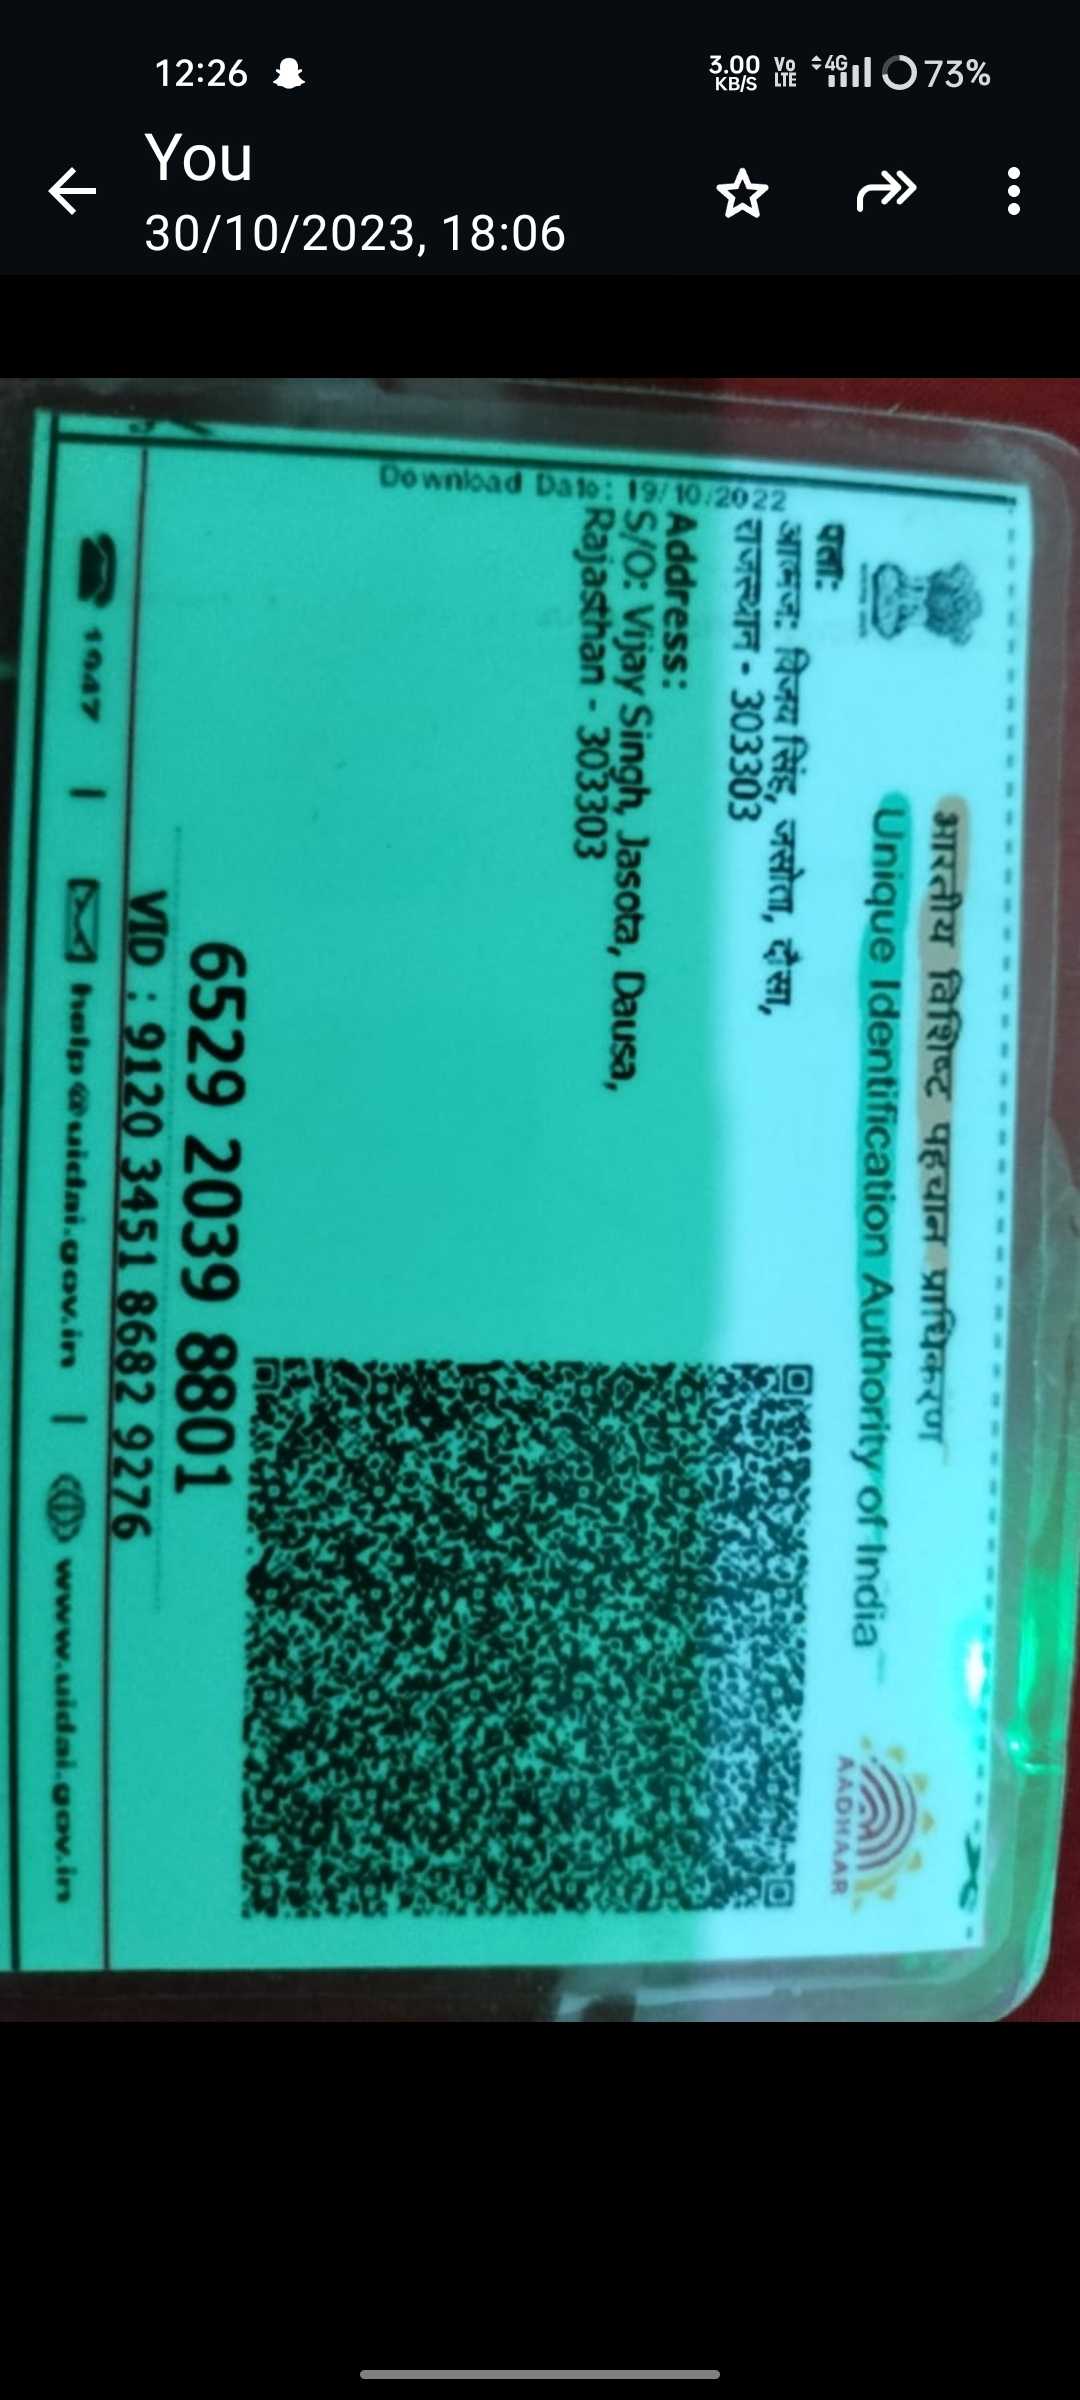 12:26
3.00 KB/S
Vo LTE
4G
73%
You
30/10/2023, 18:06
भारतीय विशिष्ट पहचान प्राधिकरण
Unique Identification Authority of India
AADHAAR
पता:
आत्मज: विजय सिंह, जसोता, दौसा,
राजस्थान - 303303
Address:
S/O: Vijay Singh, Jasota, Dausa,
Rajasthan - 303303
Download Date: 19/10/2022
6529 2039 8801
VID : 9120 3451 8682 9276
1947 | help@uidai.gov.in | www.uidai.gov.in